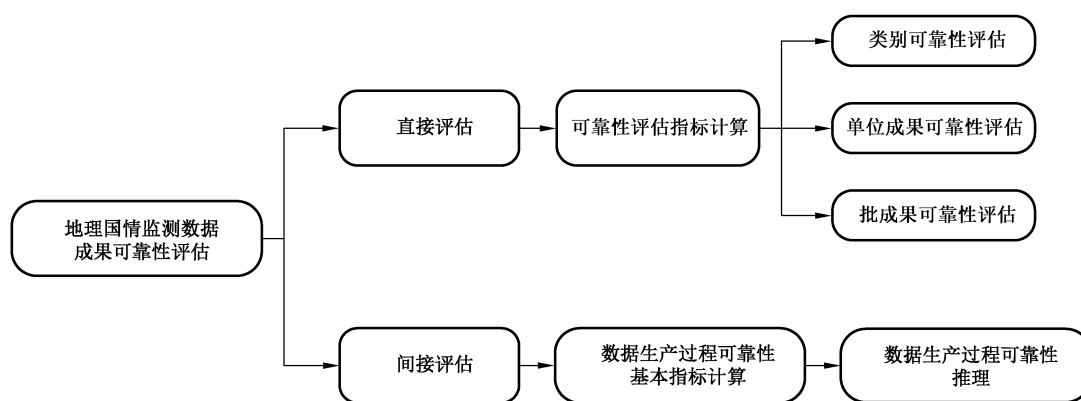 类别可靠性评估
直接评估
可靠性评估指标计算
单位成果可靠性评估
批成果可靠性评估
地理国情监测数据
成果可靠性评估
间接评估
数据生产过程可靠性
基本指标计算
数据生产过程可靠性
推理